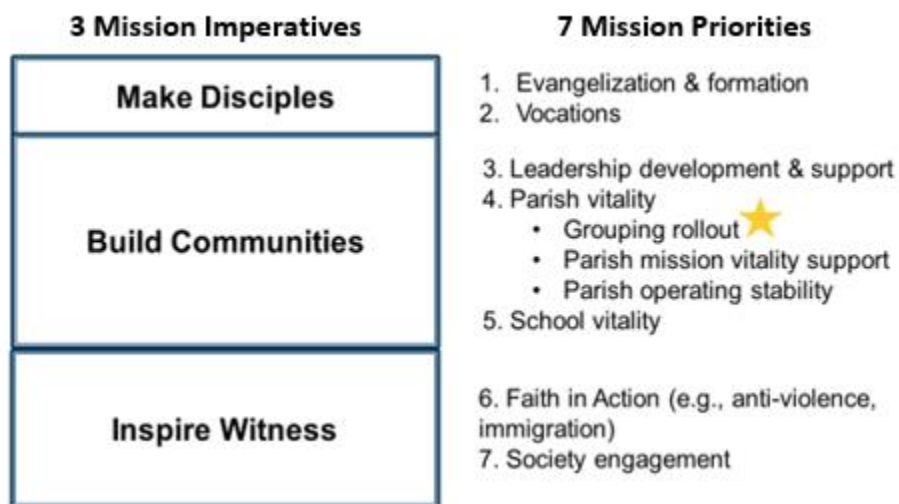 3 Mission Imperatives
7 Mission Priorities
Make Disciples
1. Evangelization & formation
2. Vocations
Build Communities
3. Leadership development & support
4. Parish vitality
• Grouping rollout
• Parish mission vitality support
• Parish operating stability
5. School vitality
Inspire Witness
6. Faith in Action (e.g., anti-violence,
immigration)
7. Society engagement